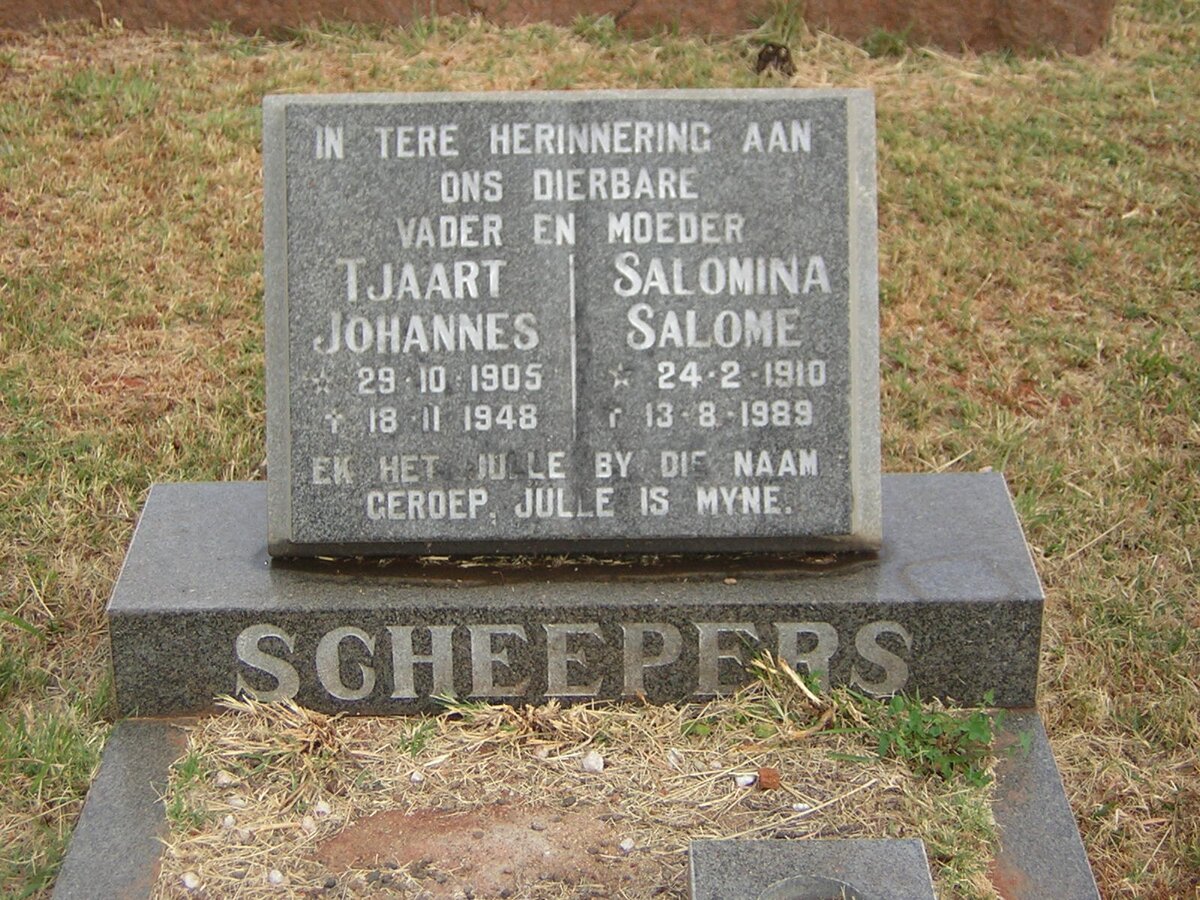 IN TERE HERINNERING AAN
ONS DIERBARE
VADER EN MOEDER
TJAART
JOHANNES
☆ 29·10·1905
† 18·11·1948
SALOMINA
SALOME
☆ 24·2·1910
† 13·8·1989
EK HET JULLE BY DIE NAAM
GEROEP, JULLE IS MYNE.
SCHEEPERS